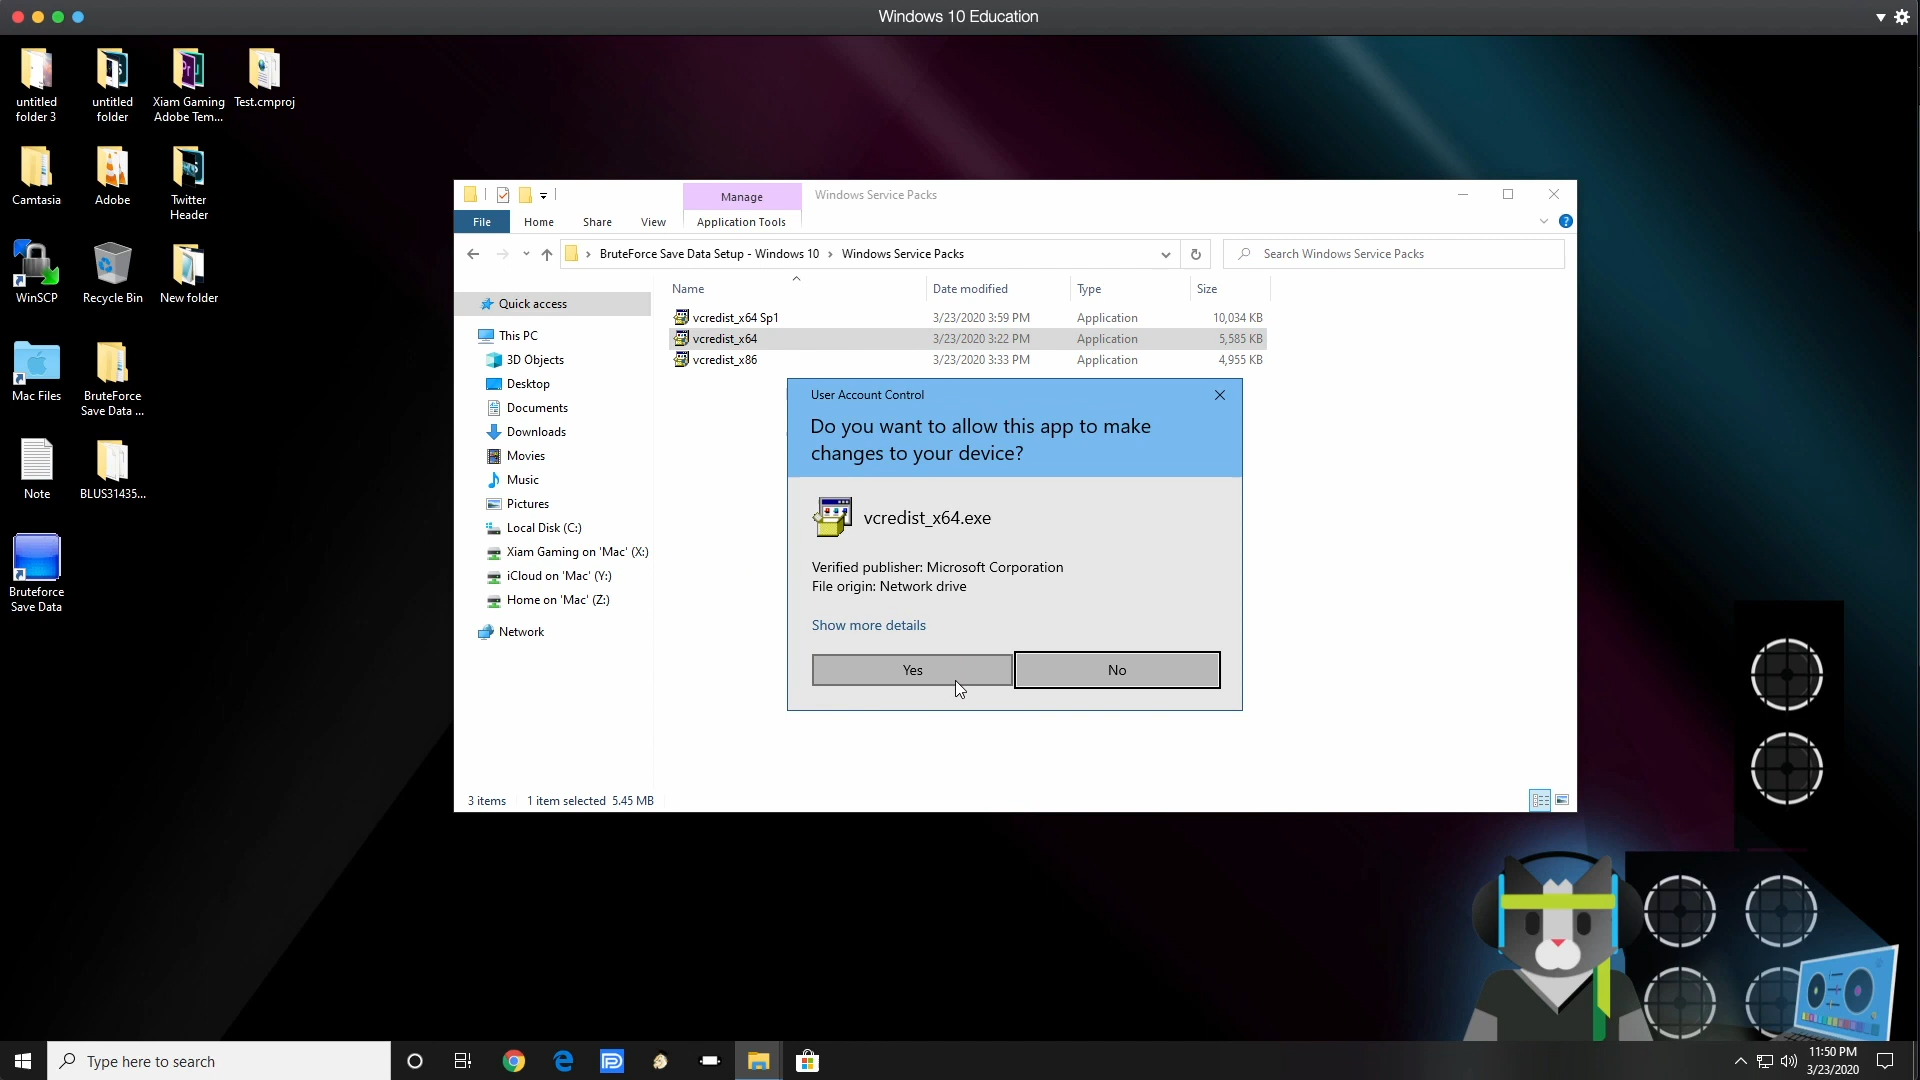 Windows 10 Education
untitled
folder 3
untitled
folder
Xiam Gaming
Adobe Tem...
Test.cmproj
Camtasia
Adobe
Twitter
Header
WinSCP
Recycle Bin
New folder
Mac Files
BruteForce
Save Data ...
Note
BLUS31435...
Bruteforce
Save Data
Manage
Windows Service Packs
File
Home
Share
View
Application Tools
BruteForce Save Data Setup - Windows 10 › Windows Service Packs
Search Windows Service Packs
Name
Date modified
Type
Size
vcredist_x64 Sp1 3/23/2020 3:59 PM Application 10,034 KB
vcredist_x64 3/23/2020 3:22 PM Application 5,585 KB
vcredist_x86 3/23/2020 3:33 PM Application 4,955 KB
Quick access
This PC
3D Objects
Desktop
Documents
Downloads
Movies
Music
Pictures
Local Disk (C:)
Xiam Gaming on 'Mac' (X:)
iCloud on 'Mac' (Y:)
Home on 'Mac' (Z:)
Network
User Account Control
Do you want to allow this app to make
changes to your device?
vcredist_x64.exe
Verified publisher: Microsoft Corporation
File origin: Network drive
Show more details
Yes
No
3 items
1 item selected 5.45 MB
Type here to search
11:50 PM
3/23/2020